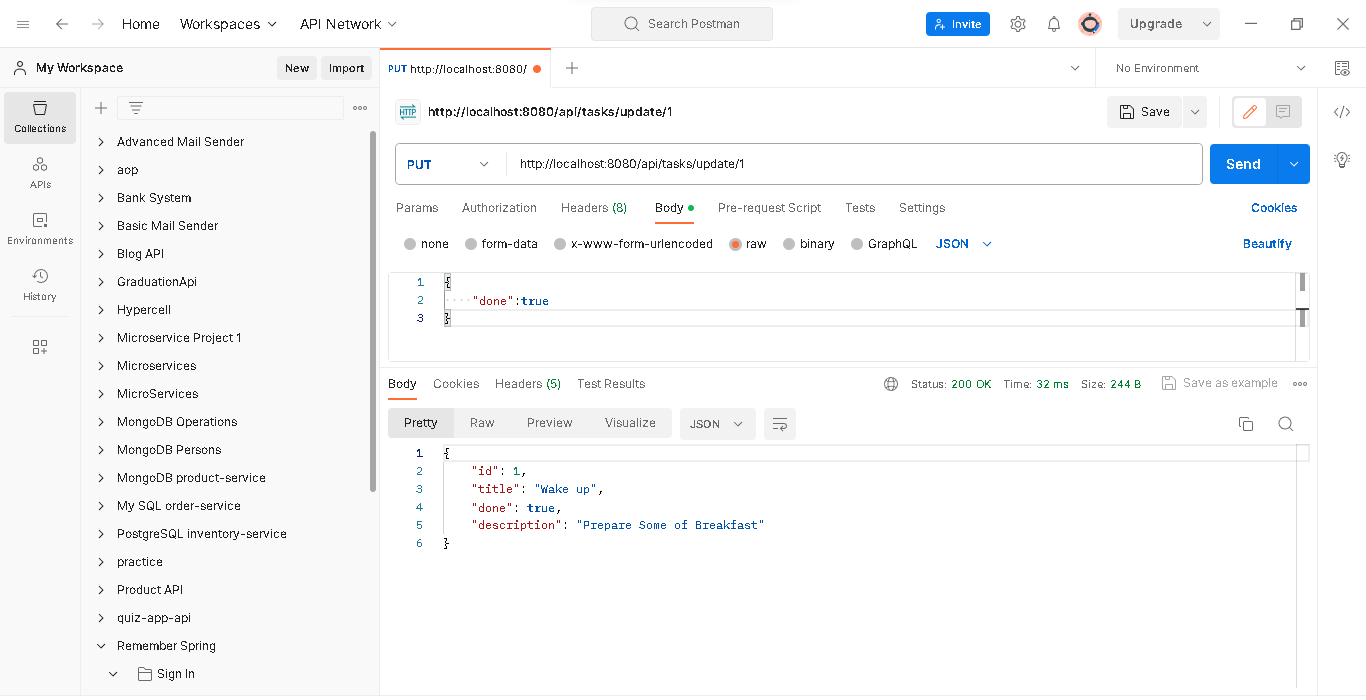 Home Workspaces API Network Search Postman Invite Upgrade
My Workspace New Import PUT http://localhost:8080/ No Environment
Collections
APIs
Environments
History
Advanced Mail Sender
aop
Bank System
Basic Mail Sender
Blog API
GraduationApi
Hypercell
Microservice Project 1
Microservices
MicroServices
MongoDB Operations
MongoDB Persons
MongoDB product-service
My SQL order-service
PostgreSQL inventory-service
practice
Product API
quiz-app-api
Remember Spring
Sign In
HTTP http://localhost:8080/api/tasks/update/1 Save
PUT http://localhost:8080/api/tasks/update/1 Send
Params Authorization Headers (8) Body Pre-request Script Tests Settings Cookies
none form-data x-www-form-urlencoded raw binary GraphQL JSON Beautify
1 {
2 ····"done":true
3 }
Body Cookies Headers (5) Test Results Status: 200 OK Time: 32 ms Size: 244 B Save as example
Pretty Raw Preview Visualize JSON
1 {
2 "id": 1,
3 "title": "Wake up",
4 "done": true,
5 "description": "Prepare Some of Breakfast"
6 }